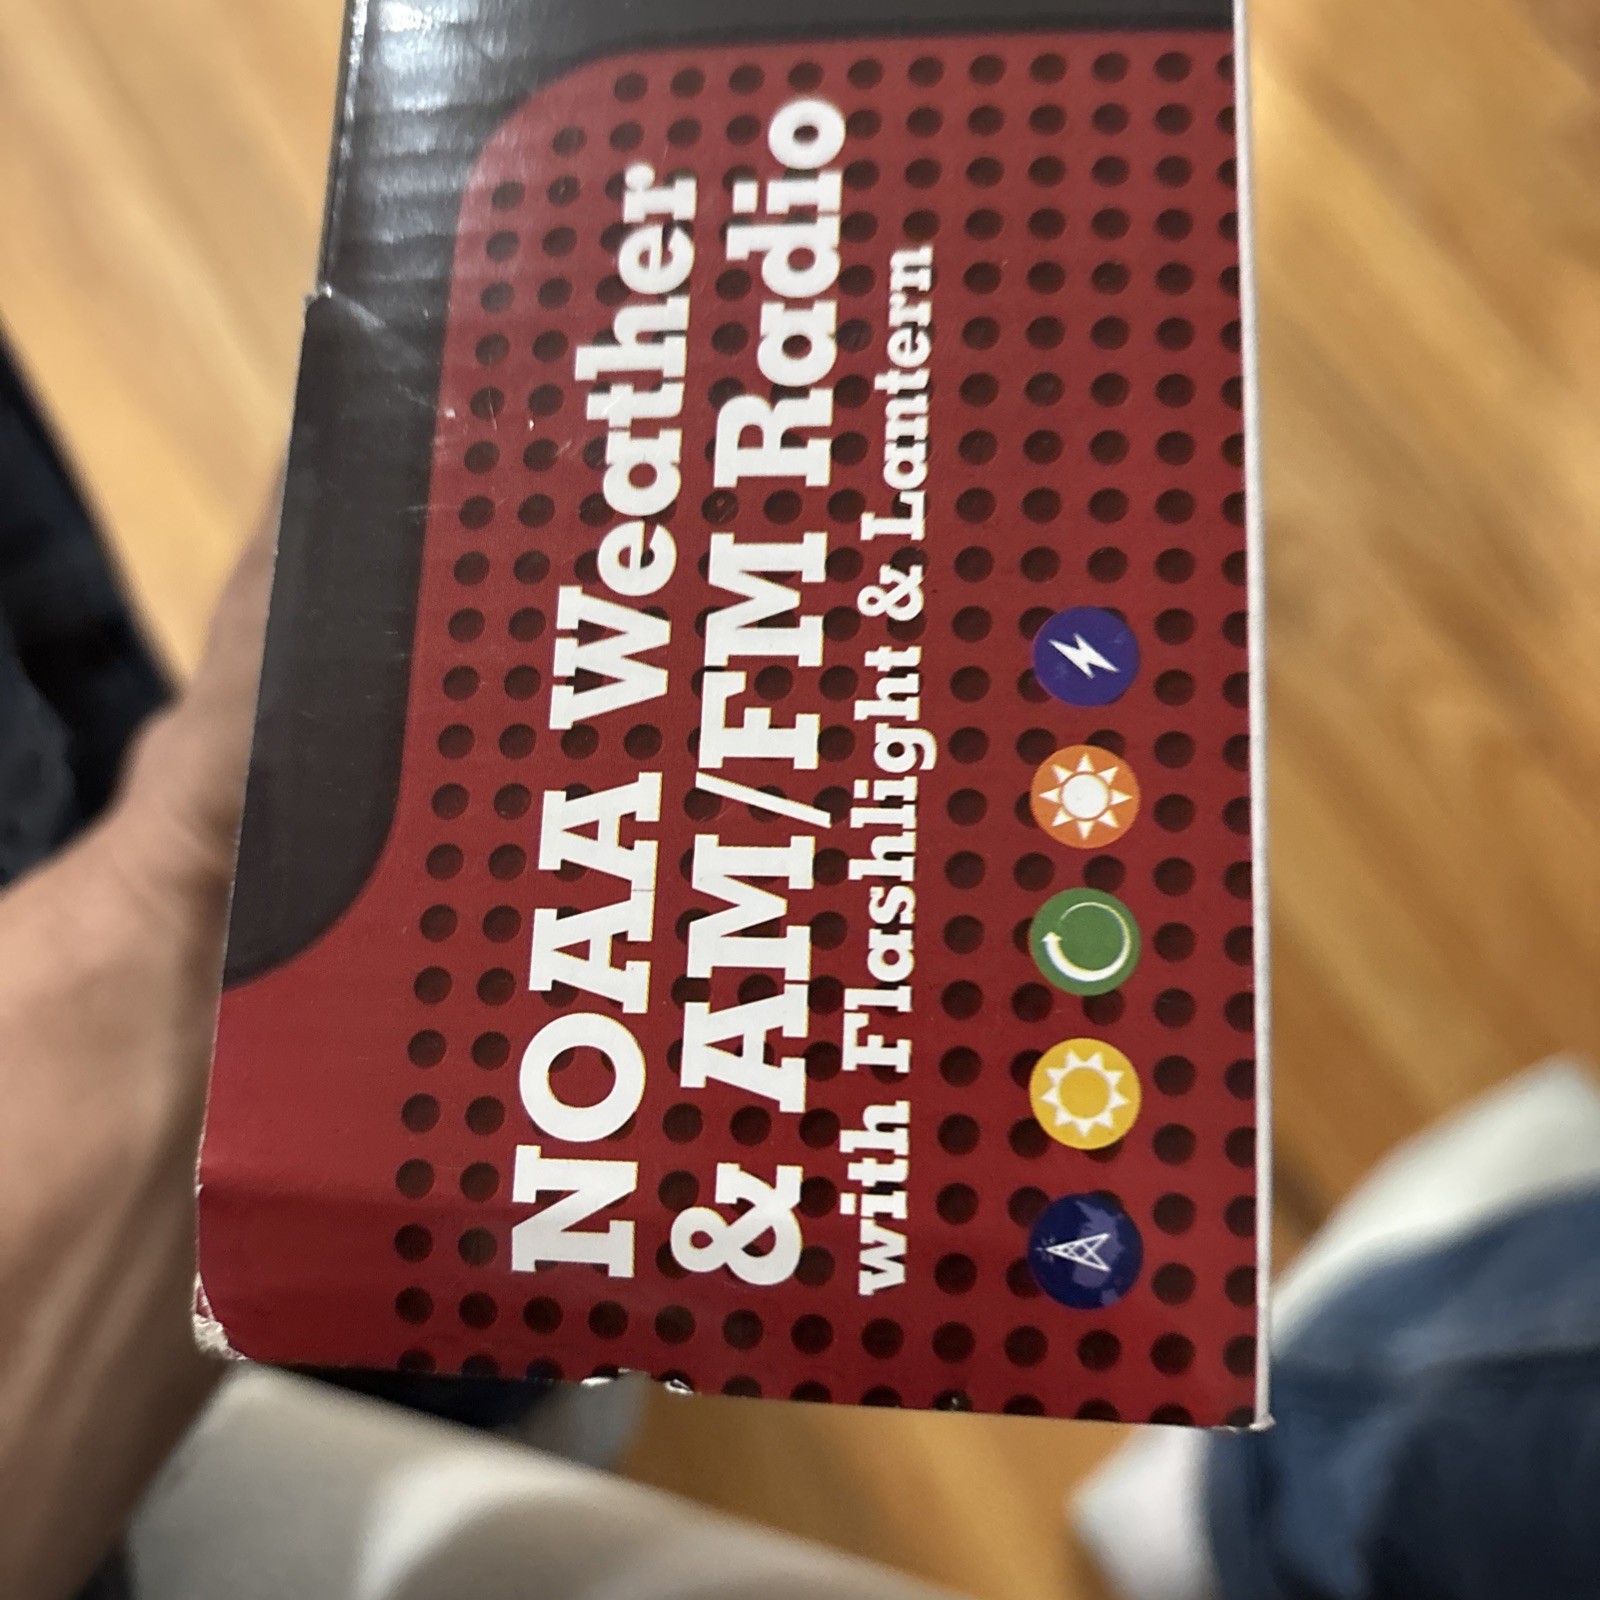 NOAA Weather
& AM/FM Radio
with Flashlight & Lantern